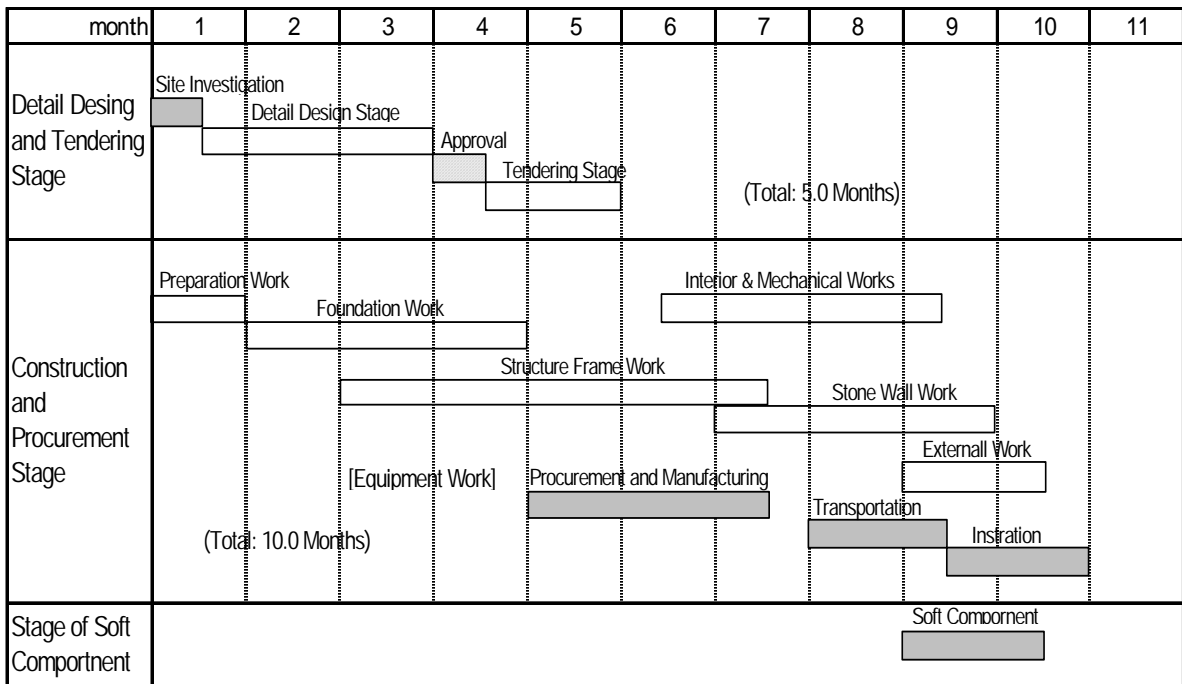 month 1 2 3 4 5 6 7 8 9 10 11
Detail Desing
and Tendering
Stage
Site Investigation
Detail Design Stage
Approval
Tendering Stage
(Total: 5.0 Months)
Construction
and
Procurement
Stage
Preparation Work
Interior & Mechanical Works
Foundation Work
Structure Frame Work
Stone Wall Work
Externall Work
[Equipment Work]
Procurement and Manufacturing
Transportation
(Total: 10.0 Months)
Instration
Stage of Soft
Comportnent
Soft Compornent